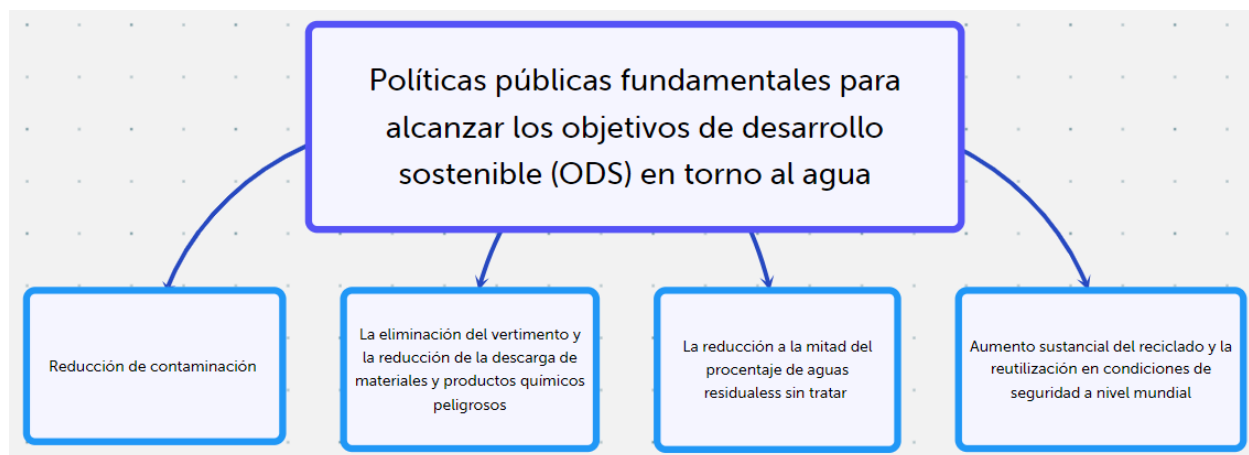 Políticas públicas fundamentales para
alcanzar los objetivos de desarrollo
sostenible (ODS) en torno al agua
Reducción de contaminación
La eliminación del vertimento y
la reducción de la descarga de
materiales y productos químicos
peligrosos
La reducción a la mitad del
procentaje de aguas
residualess sin tratar
Aumento sustancial del reciclado y la
reutilización en condiciones de
seguridad a nivel mundial